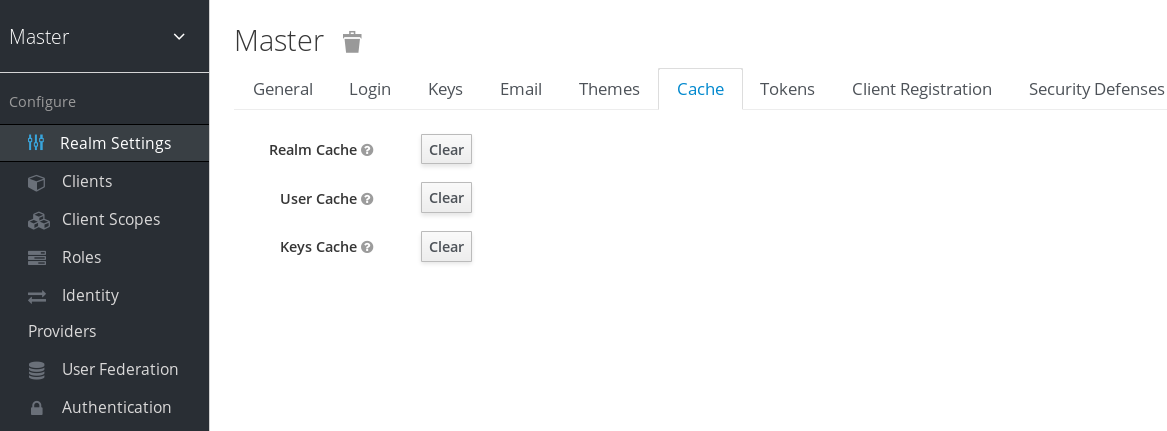 Master
Configure
Realm Settings
Clients
Client Scopes
Roles
Identity
Providers
User Federation
Authentication
Master
General Login Keys Email Themes Cache Tokens Client Registration Security Defenses
Realm Cache ? Clear
User Cache ? Clear
Keys Cache ? Clear